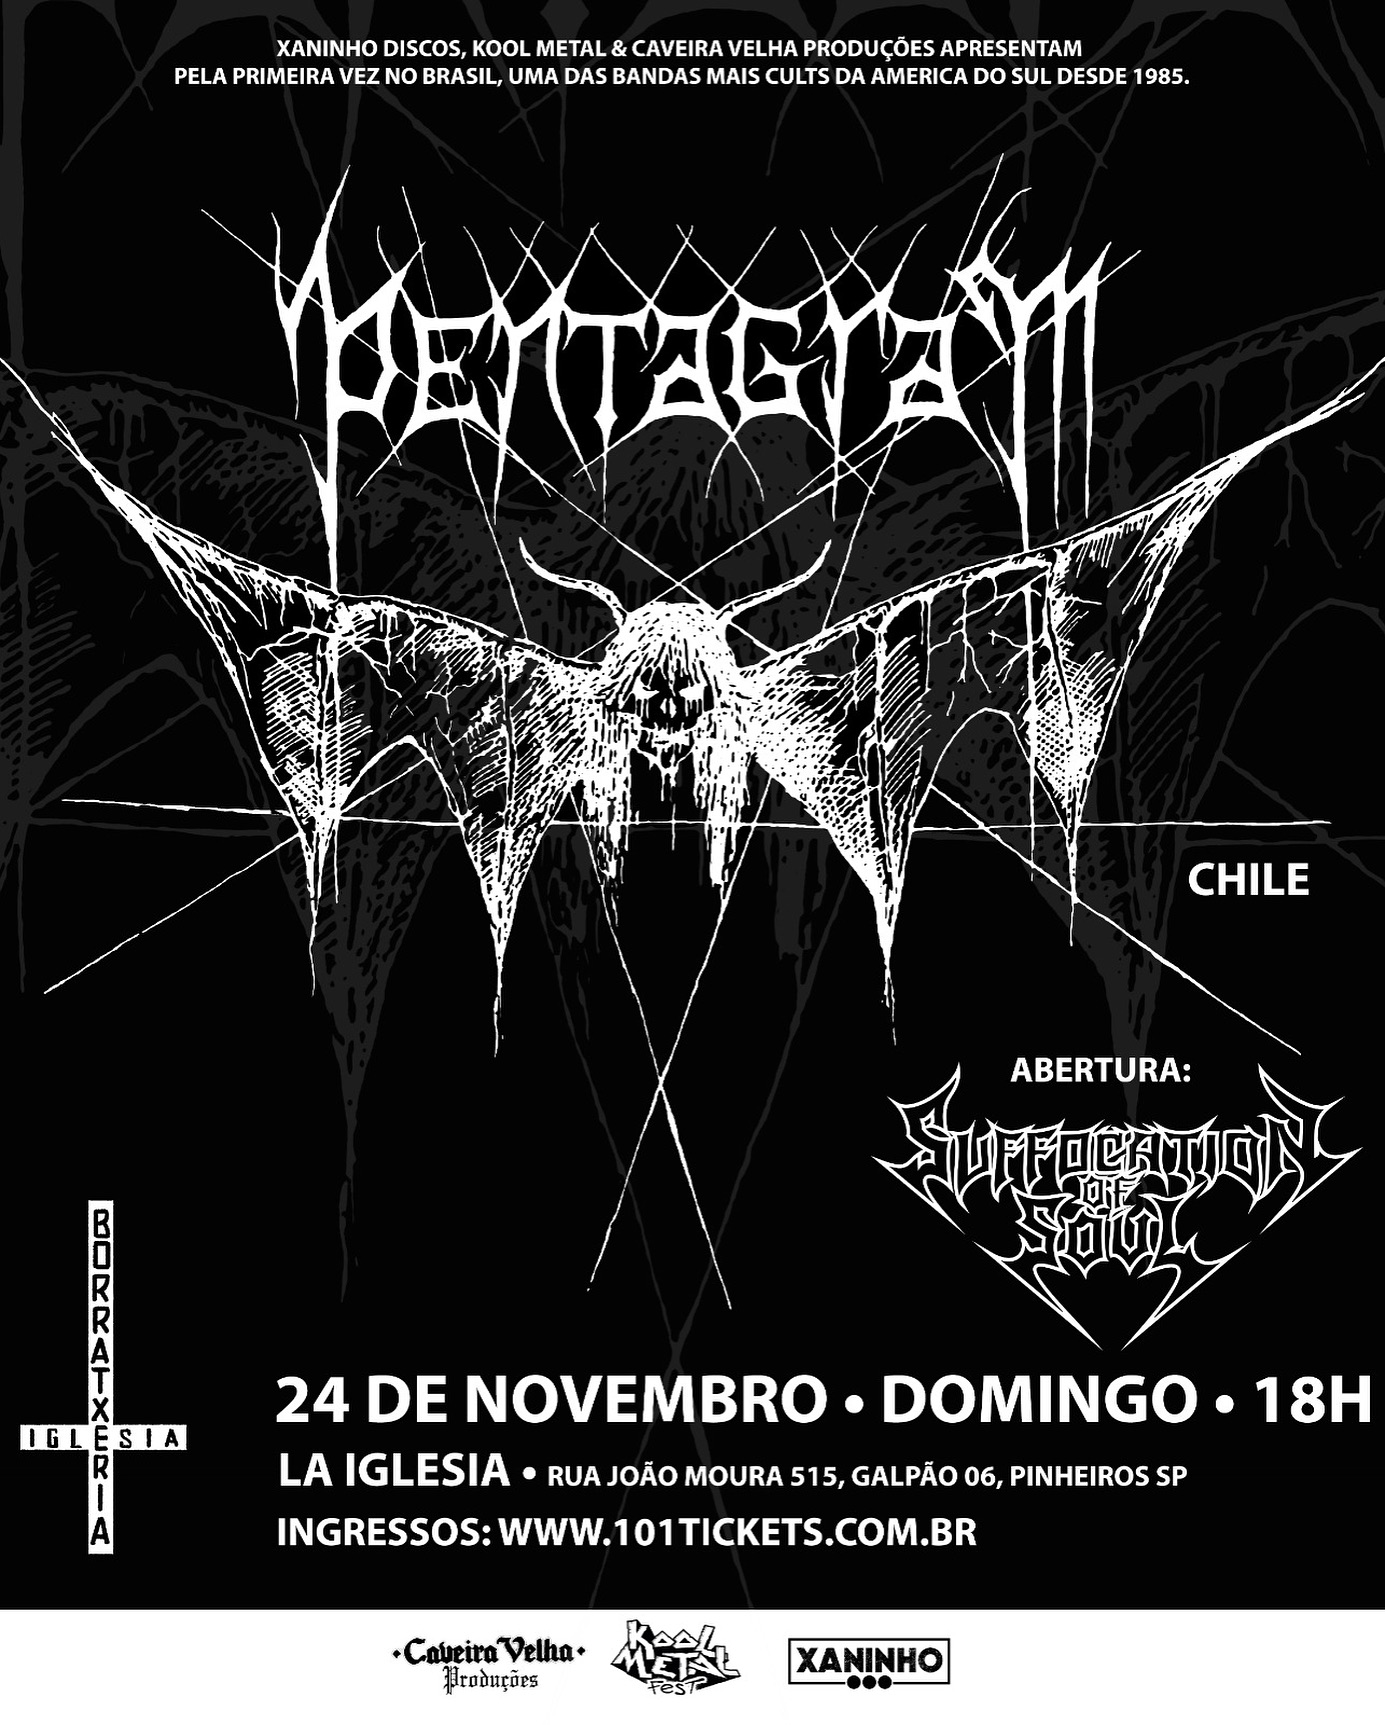 XANINHO DISCOS, KOOL METAL & CAVEIRA VELHA PRODUÇÕES APRESENTAM
PELA PRIMEIRA VEZ NO BRASIL, UMA DAS BANDAS MAIS CULTS DA AMERICA DO SUL DESDE 1985.
PENTAGRAM
CHILE
ABERTURA:
SUFFOCATION
OF
SOUL
BORRATXERIA
IGLESIA
24 DE NOVEMBRO • DOMINGO • 18H
LA IGLESIA • RUA JOÃO MOURA 515, GALPÃO 06, PINHEIROS SP
INGRESSOS: WWW.101TICKETS.COM.BR
• Caveira Velha •
Produções
KOOL
METAL
FEST
XANINHO